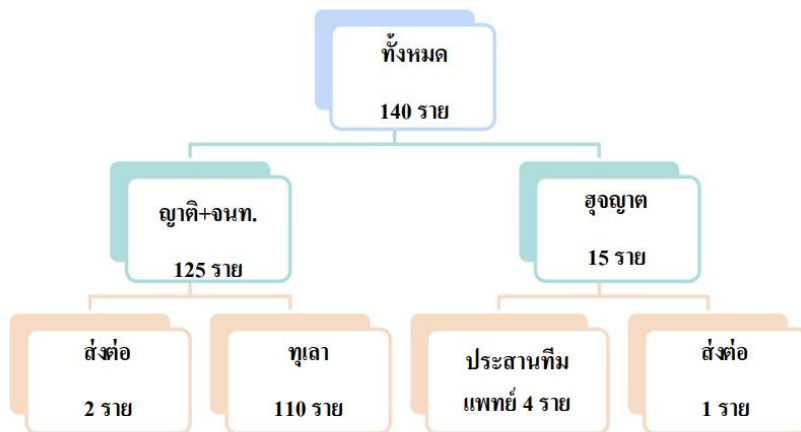 ทั้งหมด
140 ราย
ญาติ+จนท.
125 ราย
ฮุจญาต
15 ราย
ส่งต่อ
2 ราย
ทุเลา
110 ราย
ประสานทีม
แพทย์ 4 ราย
ส่งต่อ
1 ราย